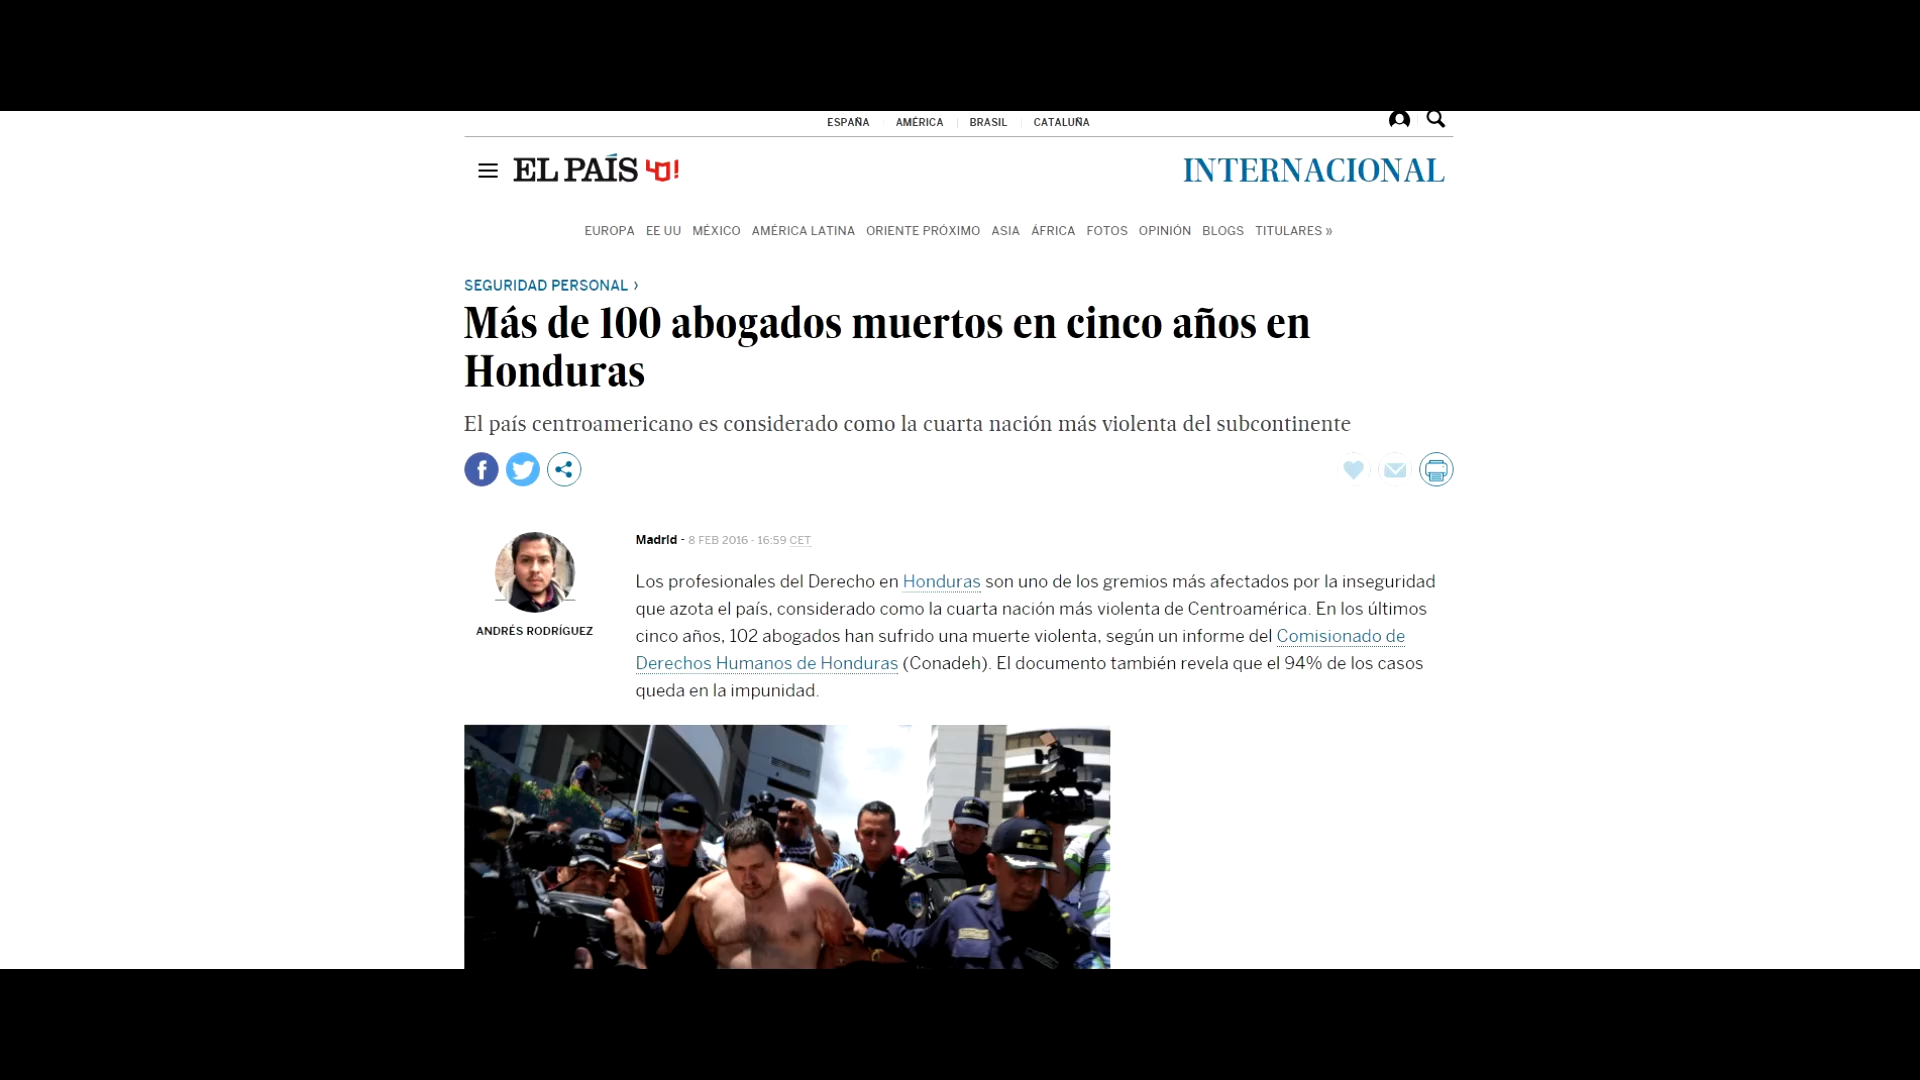 ESPAÑA AMÉRICA BRASIL CATALUÑA
EL PAÍS 40! INTERNACIONAL
EUROPA EE UU MÉXICO AMÉRICA LATINA ORIENTE PRÓXIMO ASIA ÁFRICA FOTOS OPINIÓN BLOGS TITULARES »
SEGURIDAD PERSONAL ›
Más de 100 abogados muertos en cinco años en
Honduras
El país centroamericano es considerado como la cuarta nación más violenta del subcontinente
ANDRÉS RODRÍGUEZ
Madrid - 8 FEB 2016 - 16:59 CET
Los profesionales del Derecho en Honduras son uno de los gremios más afectados por la inseguridad
que azota el país, considerado como la cuarta nación más violenta de Centroamérica. En los últimos
cinco años, 102 abogados han sufrido una muerte violenta, según un informe del Comisionado de
Derechos Humanos de Honduras (Conadeh). El documento también revela que el 94% de los casos
queda en la impunidad.